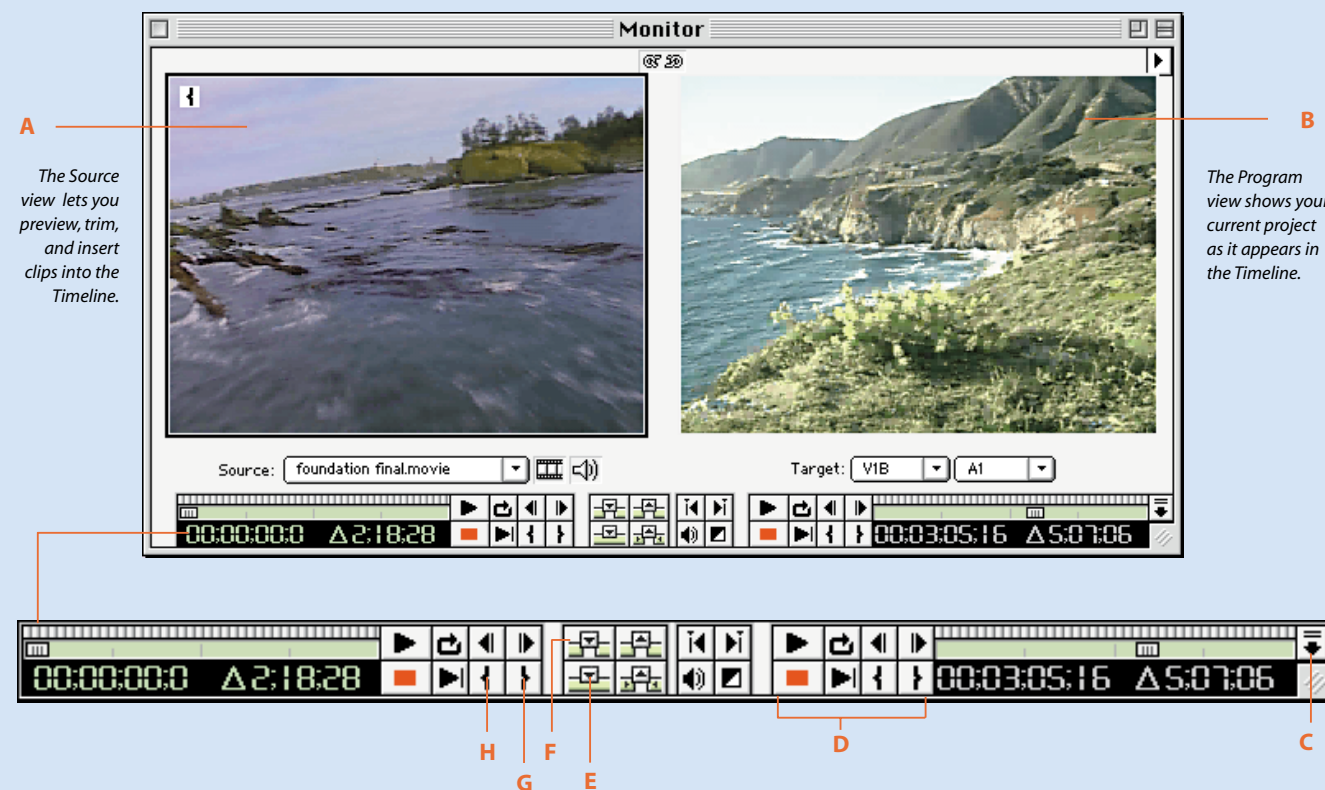 Monitor
A
B
The Source
view lets you
preview, trim,
and insert
clips into the
Timeline.
The Program
view shows your
current project
as it appears in
the Timeline.
Source: foundation final.movie
Target: V1B A1
00;00;00;0 Δ2;18;28
00;03;05;16 Δ5;07;06
00;00;00;0 Δ2;18;28
00;03;05;16 Δ5;07;06
H F D C
G E